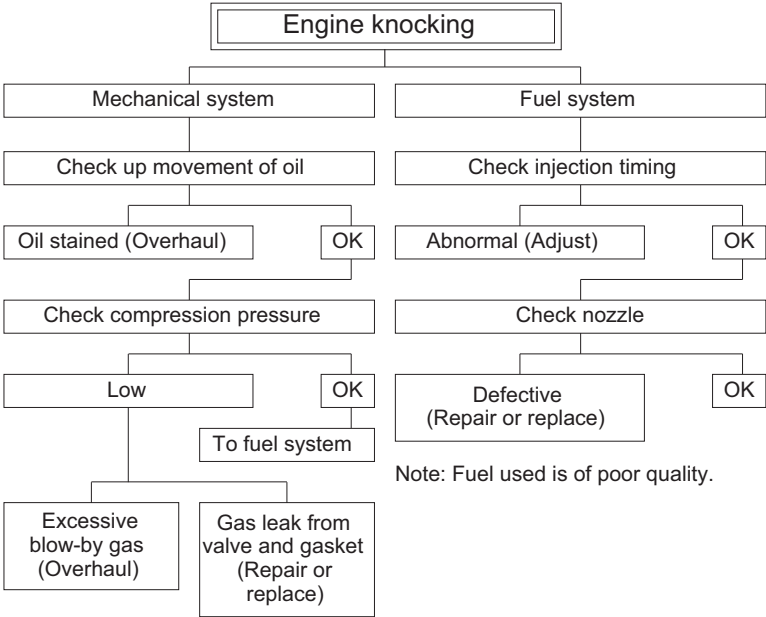 Engine knocking
Mechanical system
Fuel system
Check up movement of oil
Check injection timing
Oil stained (Overhaul)
OK
Abnormal (Adjust)
OK
Check compression pressure
Check nozzle
Low
OK
Defective
(Repair or replace)
OK
To fuel system
Note: Fuel used is of poor quality.
Excessive
blow-by gas
(Overhaul)
Gas leak from
valve and gasket
(Repair or
replace)